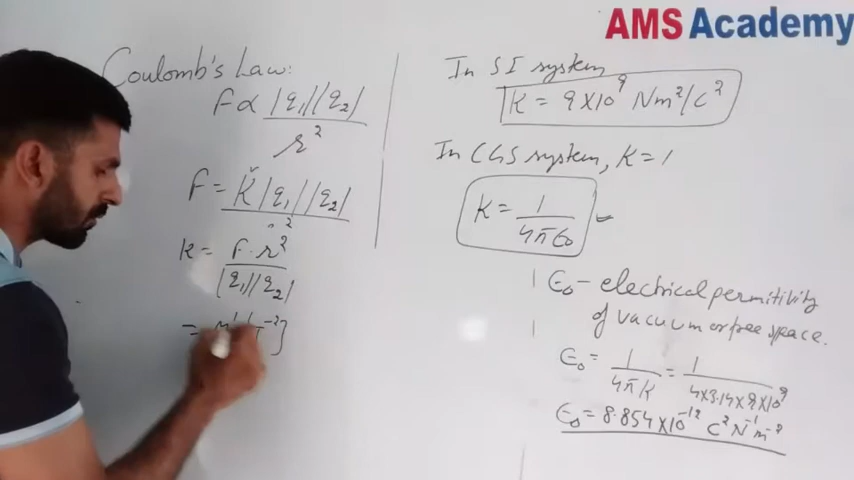 AMS Academy
Coulomb's Law:
F ∝ |q₁||q₂| / r²
F = K|q₁||q₂| / r²
K = F·r² / |q₁||q₂|
=
In SI system
K = 9×10⁹ Nm²/C²
In CGS system, K=1
K = 1 / 4πϵ₀
ϵ₀ - electrical permitivity
of vacuum or free space.
ϵ₀ = 1 / 4πK = 1 / 4×3.14×9×10⁹
ϵ₀ = 8.854×10⁻¹² C² N⁻¹ m⁻²